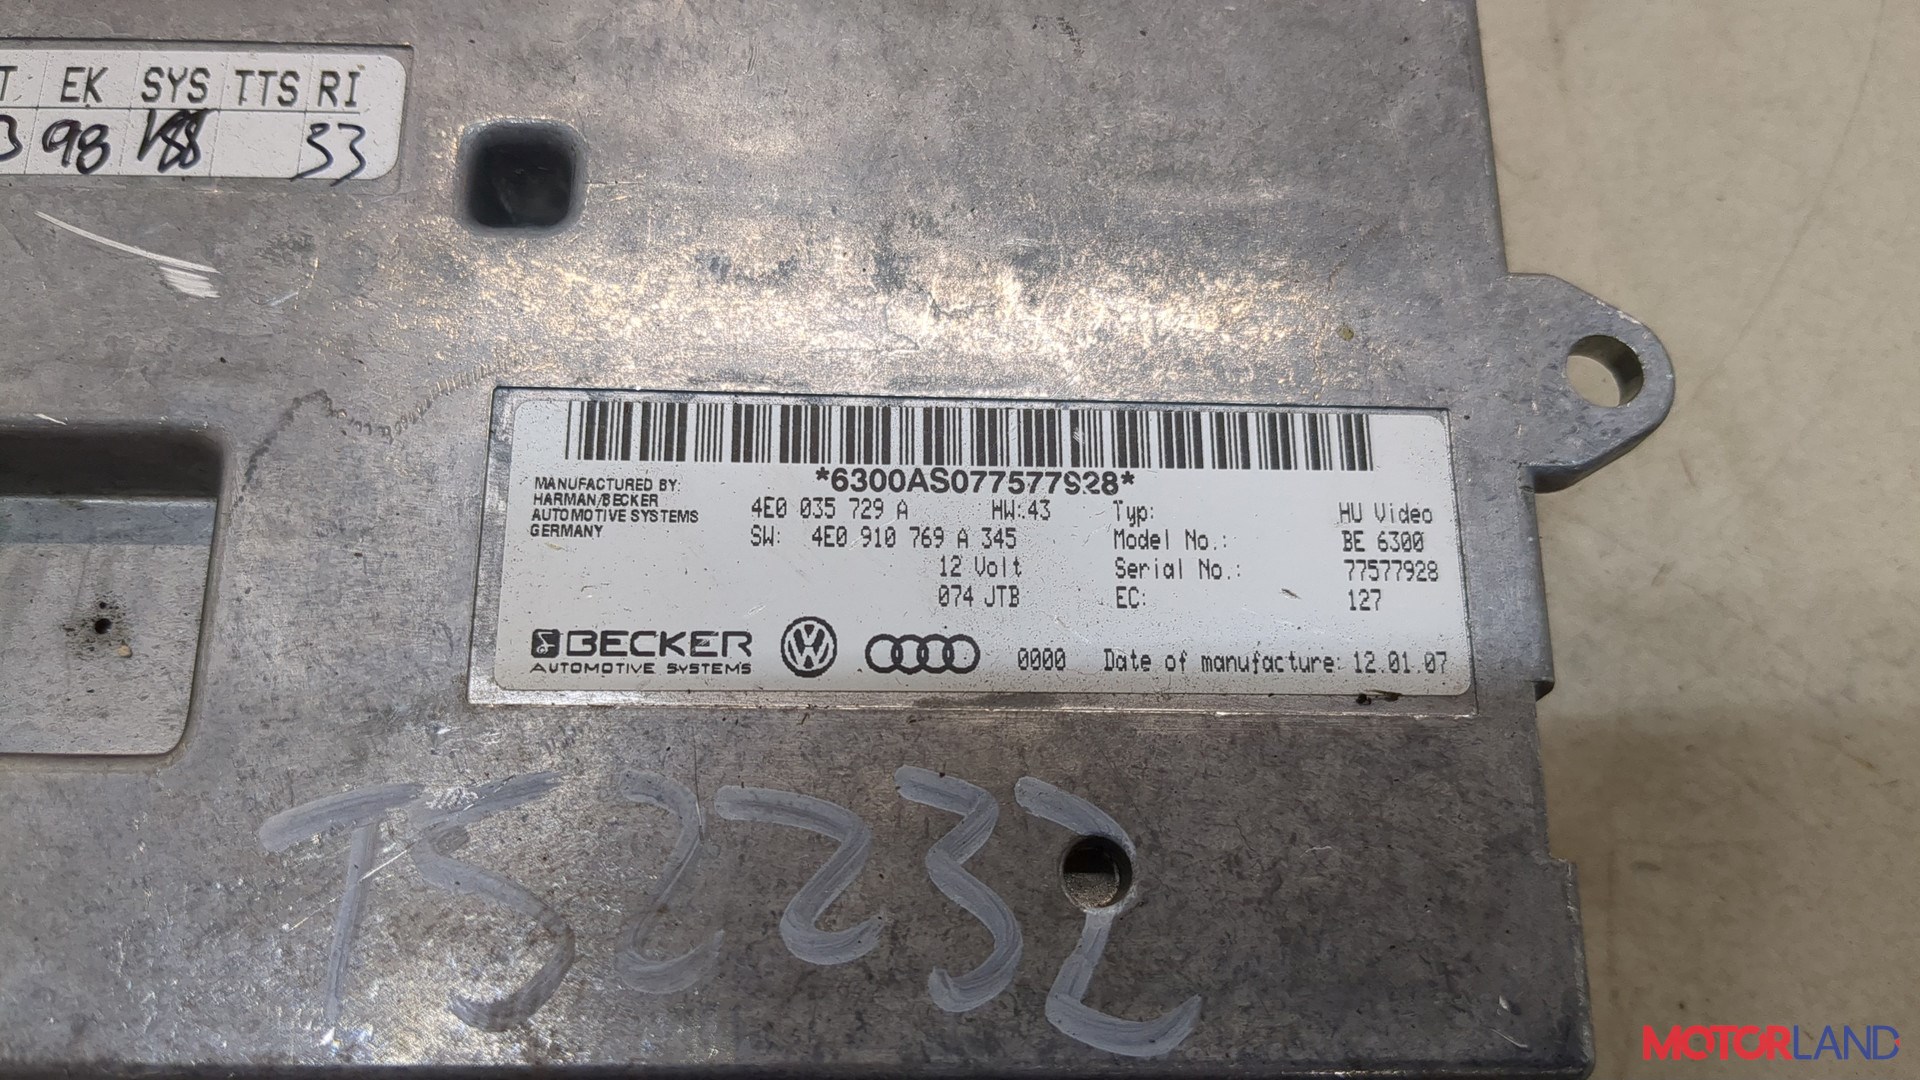 EK SYS TTS RI
98 33
*6300AS077577928*
MANUFACTURED BY:
HARMAN/BECKER
AUTOMOTIVE SYSTEMS
GERMANY
4E0 035 729 A HW:43
SW: 4E0 910 769 A 345
12 Volt
074 JTB
Typ: HU Video
Model No.: BE 6300
Serial No.: 77577928
EC: 127
BECKER
AUTOMOTIVE SYSTEMS
0000 Date of manufacture: 12.01.07
T522232
MOTORLAND